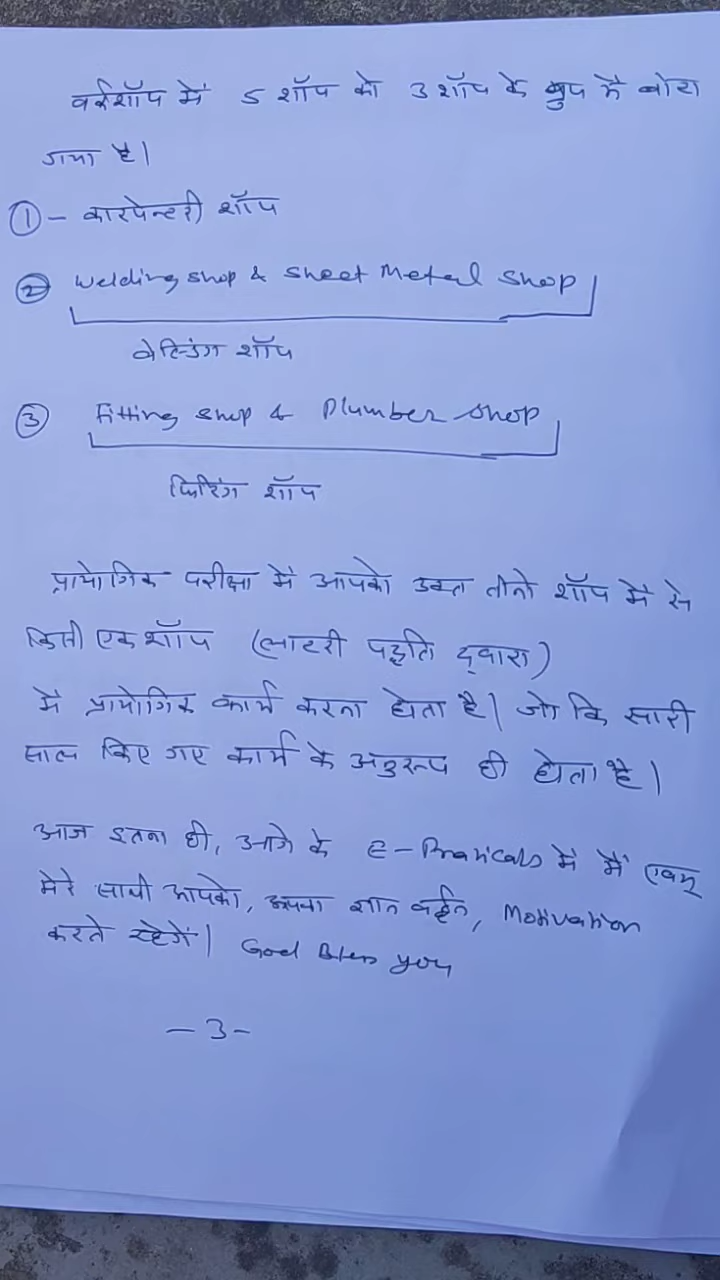 वर्कशॉप में 5 शॉप को 3 शॉप के ग्रुप में बांटा
गया है।
① - कारपेन्टरी शॉप
② Welding shop & sheet Metal shop
वेल्डिंग शॉप
③ Fitting shop & Plumber shop
फिटिंग शॉप
प्रायोगिक परीक्षा में आपको उक्त तीनो शॉप में से
किसी एक शॉप (लाटरी पद्धति द्वारा)
में प्रायोगिक कार्य करना होता है। जो कि सारी
साल किए गए कार्य के अनुरूप ही होता है।
आज इतना ही, आगे के E-Practicals में मैं एवम्
मेरे साथी आपको, अपना ज्ञान वर्द्धन, Motivation
करते रहेगें। God Bless you
- 3 -